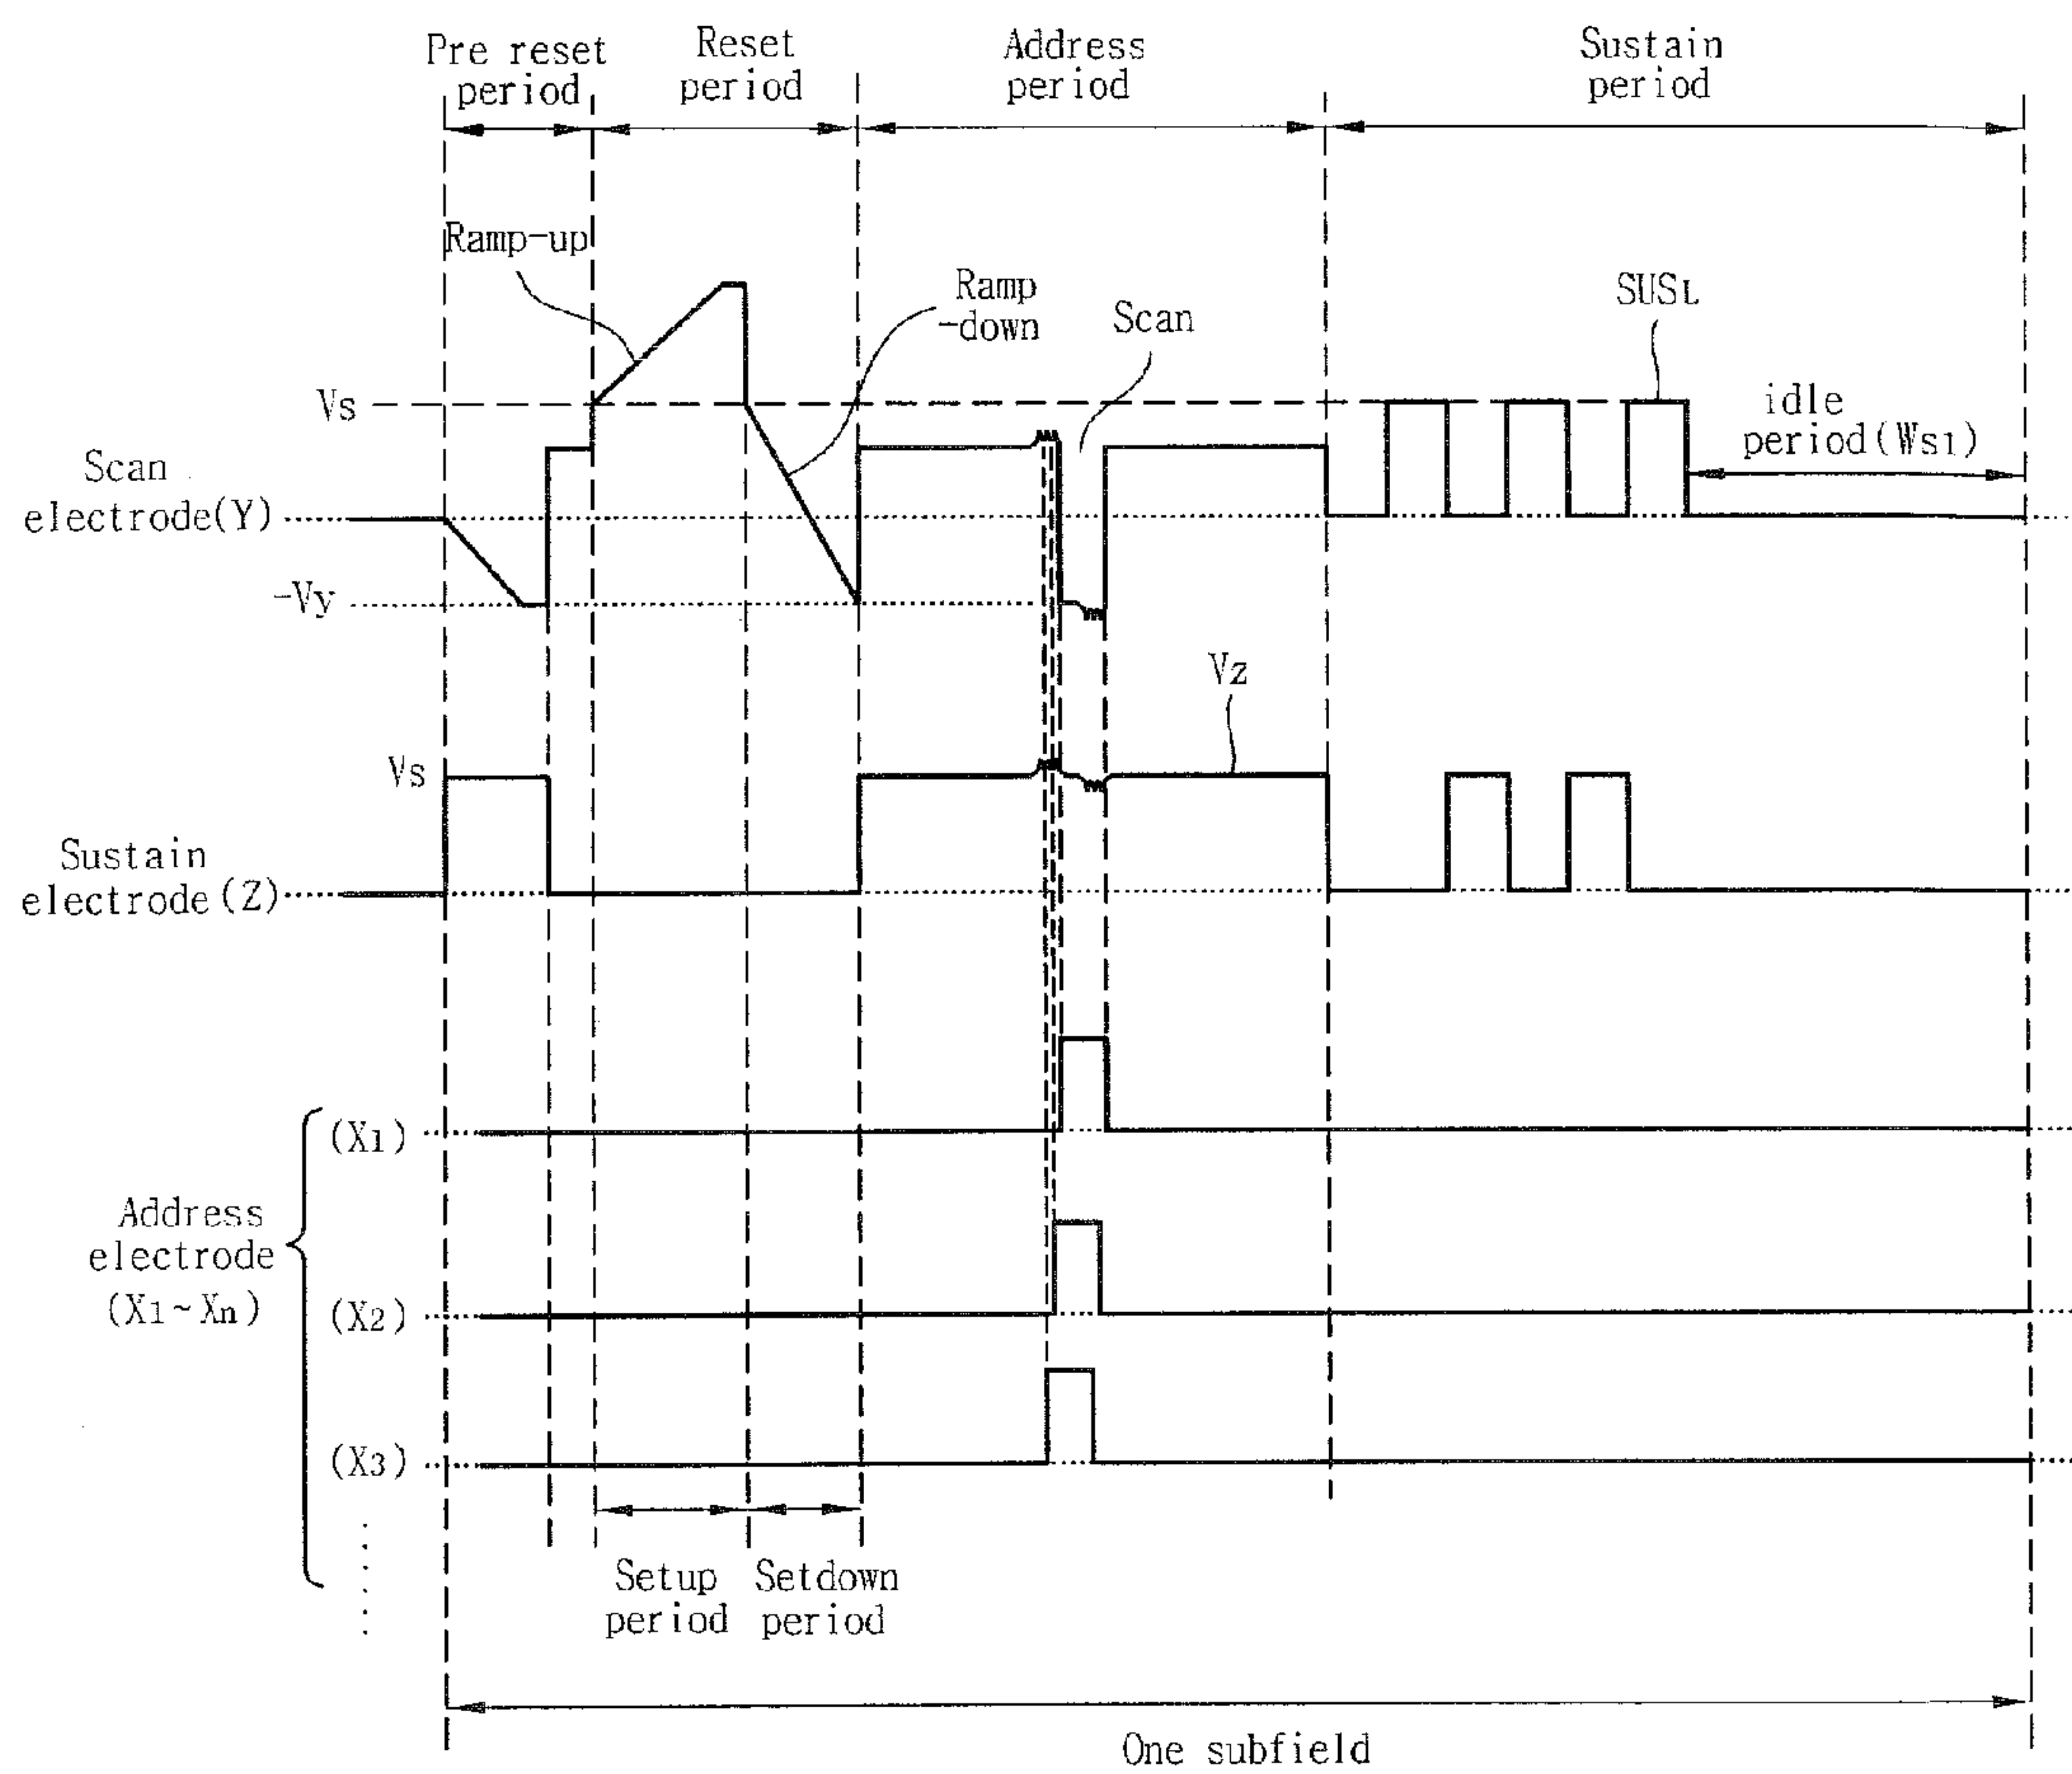 Pre reset
period
Reset
period
Address
period
Sustain
period
Ramp-up
Ramp
-down
Scan
SUSL
Vs
idle
period(Ws1)
Scan
electrode(Y)
-Vy
Vz
Vs
Sustain
electrode(Z)
(X1)
Address
electrode
(X1~Xn)
(X2)
(X3)
Setup
period
Setdown
period
One subfield